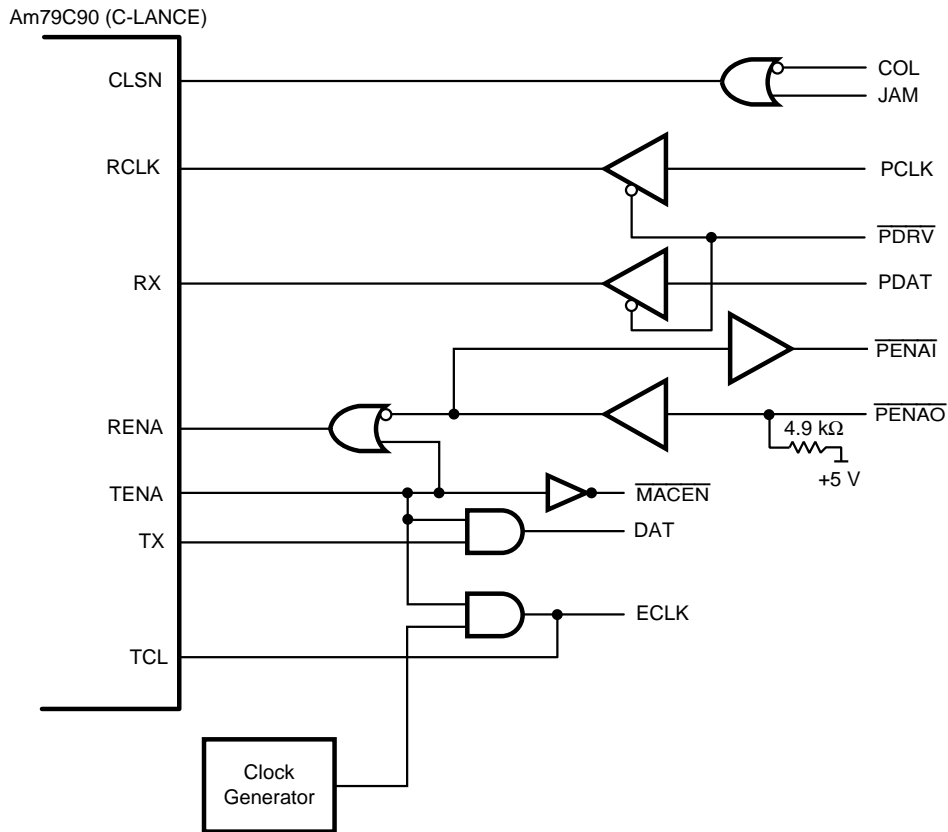 Am79C90 (C-LANCE)
CLSN
COL
JAM
RCLK
PCLK
PDRV
RX
PDAT
PENAI
RENA
PENAO
4.9 kΩ
+5 V
TENA
MACEN
TX
DAT
ECLK
TCL
Clock
Generator